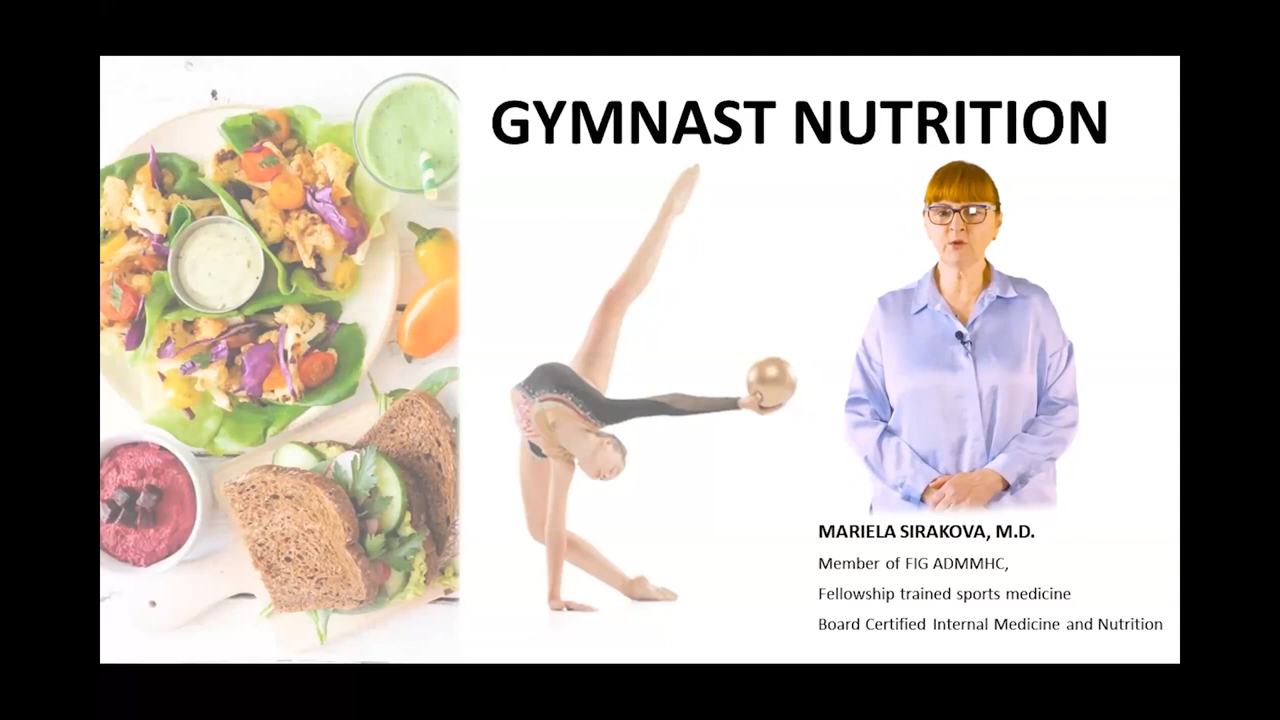 GYMNAST NUTRITION
MARIELA SIRAKOVA, M.D.
Member of FIG ADMMHC,
Fellowship trained sports medicine
Board Certified Internal Medicine and Nutrition